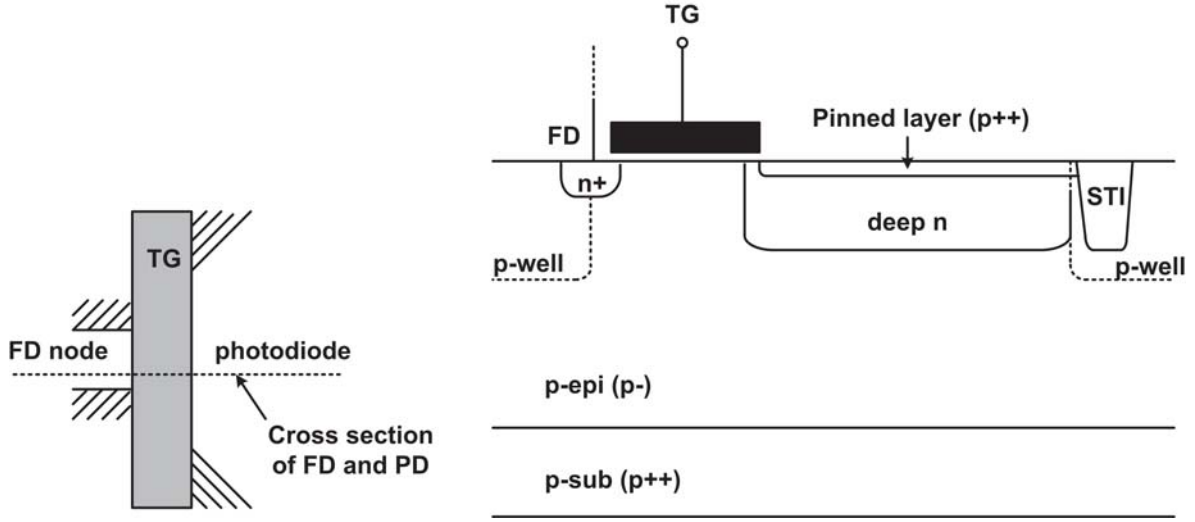 TG
FD node
photodiode
Cross section
of FD and PD
TG
FD
Pinned layer (p++)
n+
STI
deep n
p-well
p-well
p-epi (p-)
p-sub (p++)